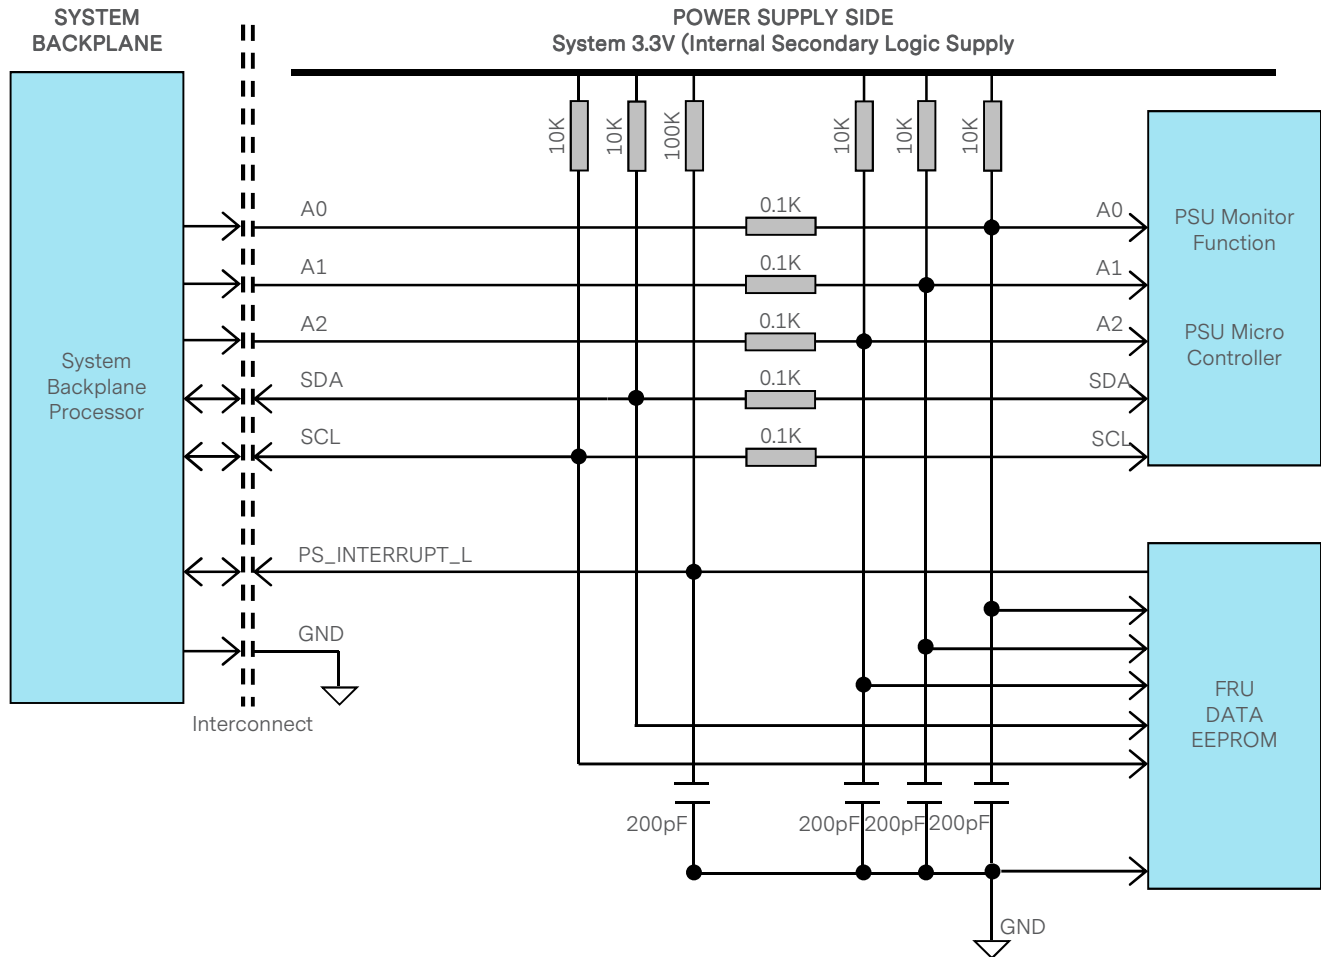 SYSTEM
BACKPLANE
POWER SUPPLY SIDE
System 3.3V (Internal Secondary Logic Supply
10K
10K
100K
10K
10K
10K
A0
0.1K
A0
A1
0.1K
A1
A2
0.1K
A2
SDA
0.1K
SDA
SCL
0.1K
SCL
System
Backplane
Processor
PSU Monitor
Function
PSU Micro
Controller
PS_INTERRUPT_L
GND
Interconnect
FRU
DATA
EEPROM
200pF
200pF
200pF
200pF
GND